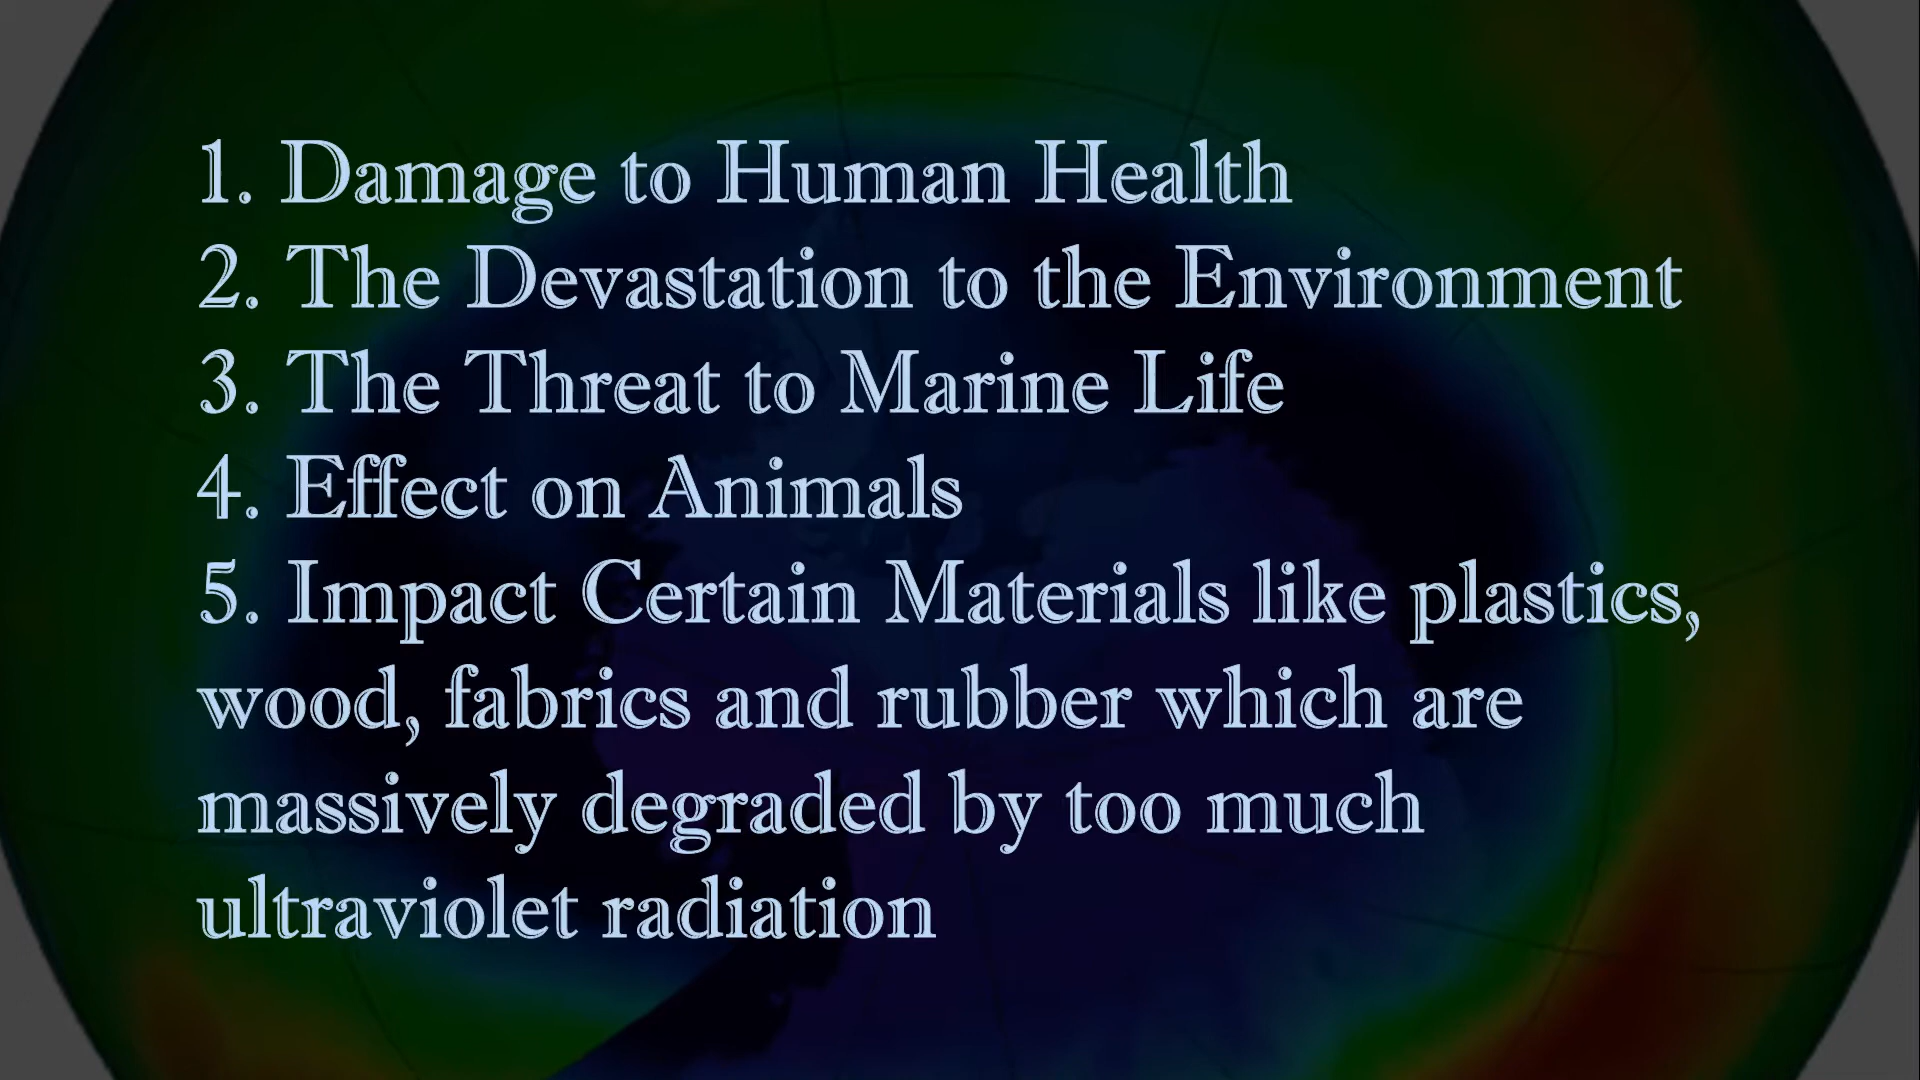 1. Damage to Human Health
2. The Devastation to the Environment
3. The Threat to Marine Life
4. Effect on Animals
5. Impact Certain Materials like plastics,
wood, fabrics and rubber which are
massively degraded by too much
ultraviolet radiation